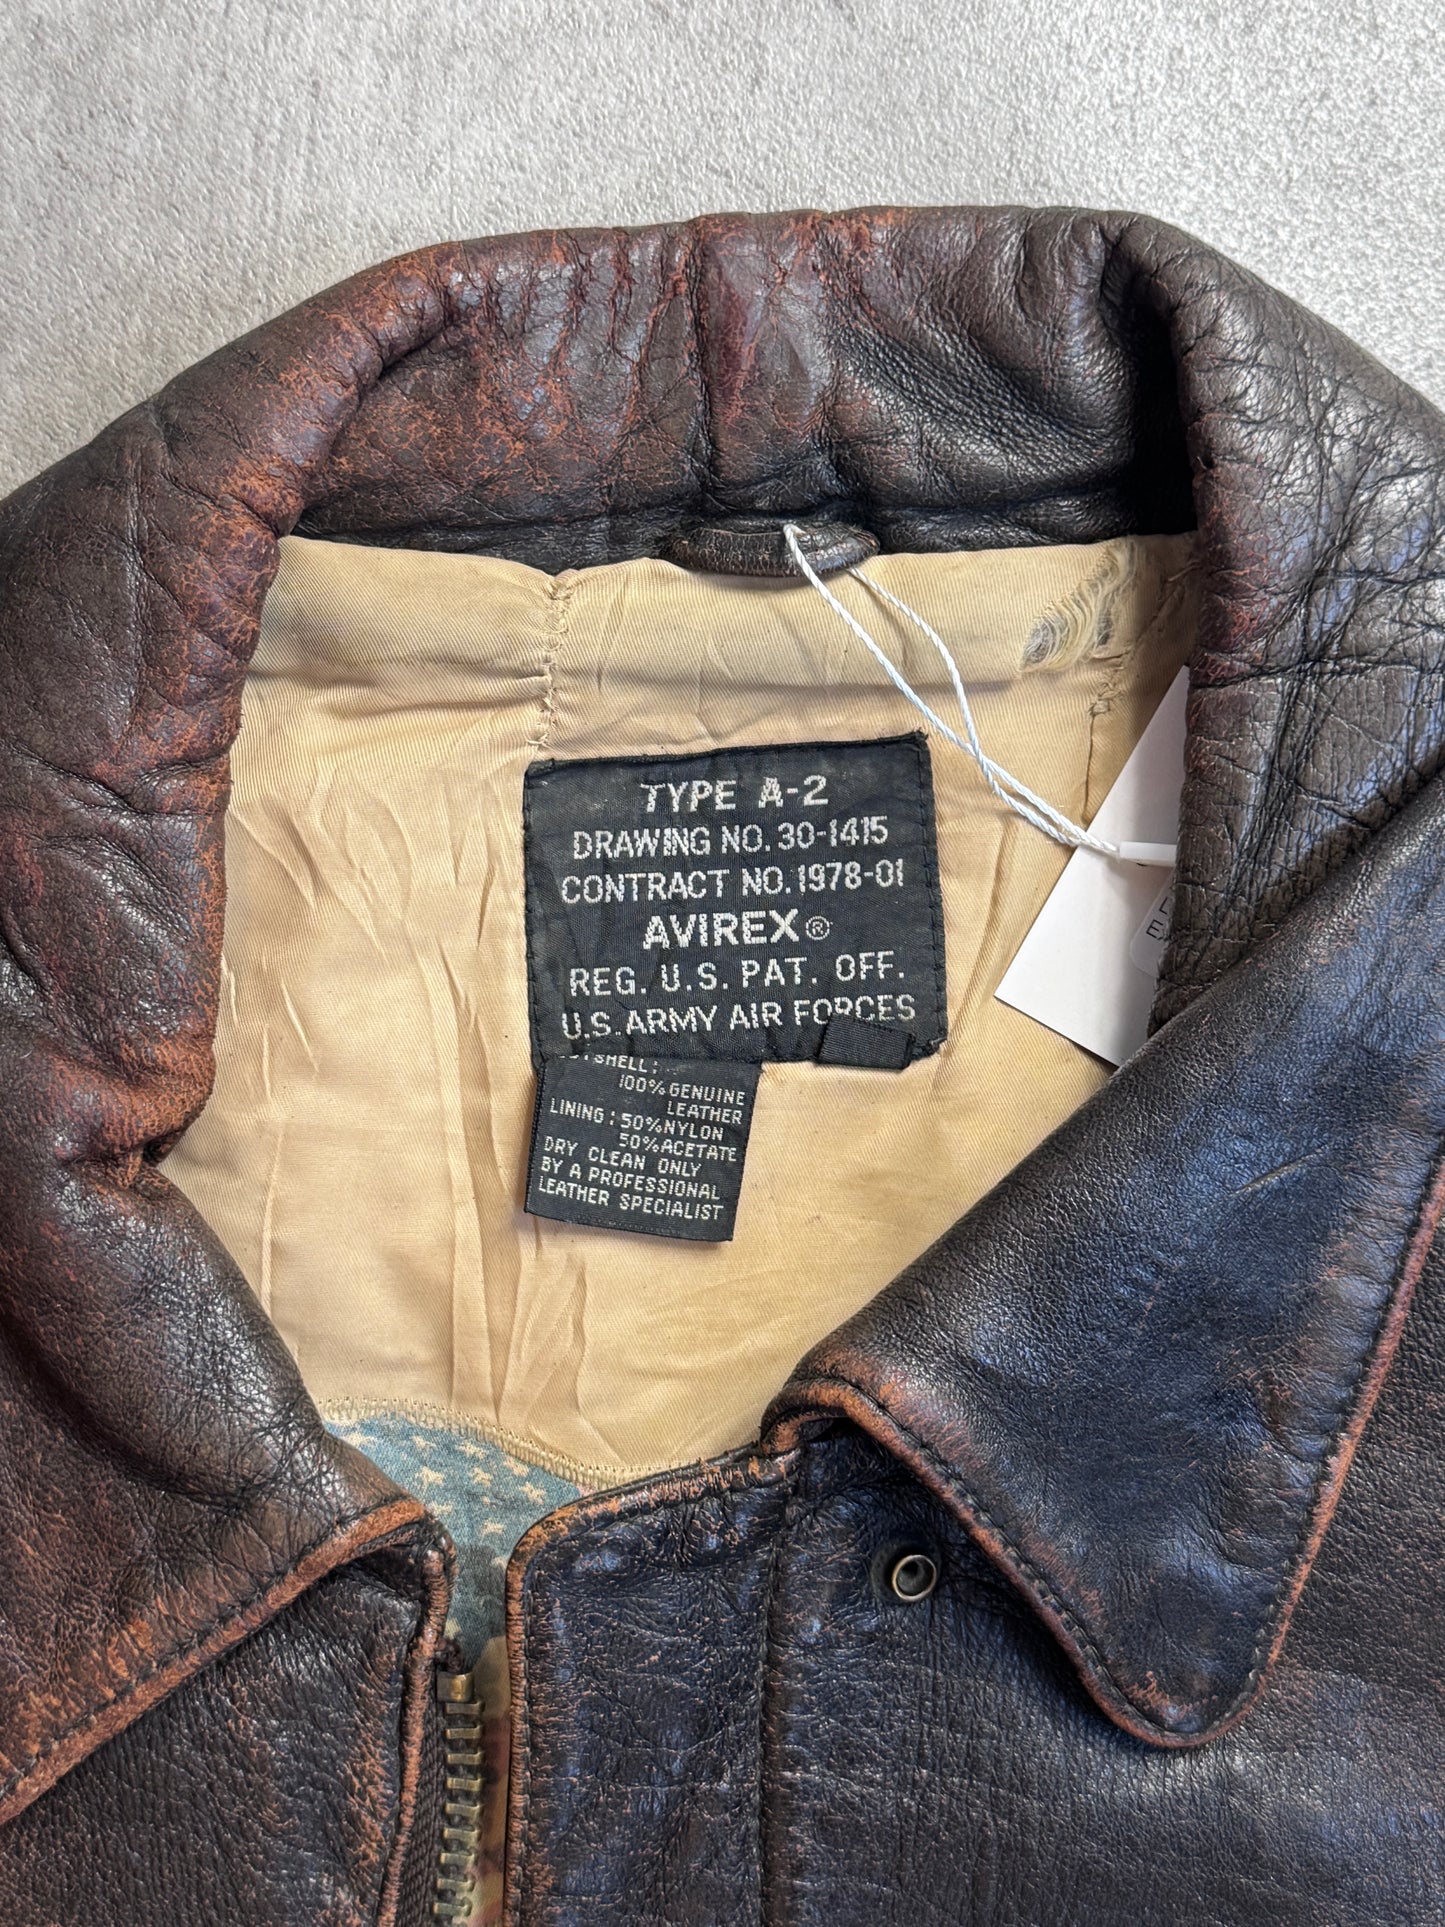 TYPE A-2
DRAWING NO. 30-1415
CONTRACT NO. 1978-01
AVIREX®
REG. U.S. PAT. OFF.
U.S. ARMY AIR FORCES
SHELL:
100% GENUINE
LEATHER
LINING: 50% NYLON
50% ACETATE
DRY CLEAN ONLY
BY A PROFESSIONAL
LEATHER SPECIALIST